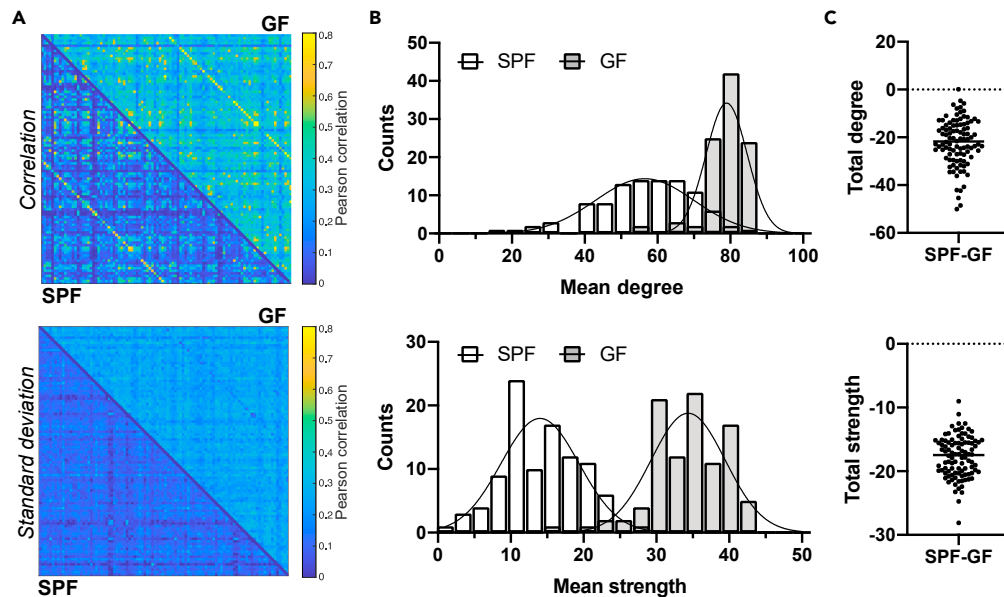 A
GF
Correlation
0.8
0.7
0.6
0.5
0.4
0.3
0.2
0.1
0
Pearson correlation
SPF
GF
Standard deviation
0.8
0.7
0.6
0.5
0.4
0.3
0.2
0.1
0
Pearson correlation
SPF
B
SPF GF
Counts
50
40
30
20
10
0
0 20 40 60 80 100
Mean degree
SPF GF
Counts
30
20
10
0
0 10 20 30 40 50
Mean strength
C
Total degree
20
0
-20
-40
-60
SPF-GF
Total strength
0
-10
-20
-30
SPF-GF